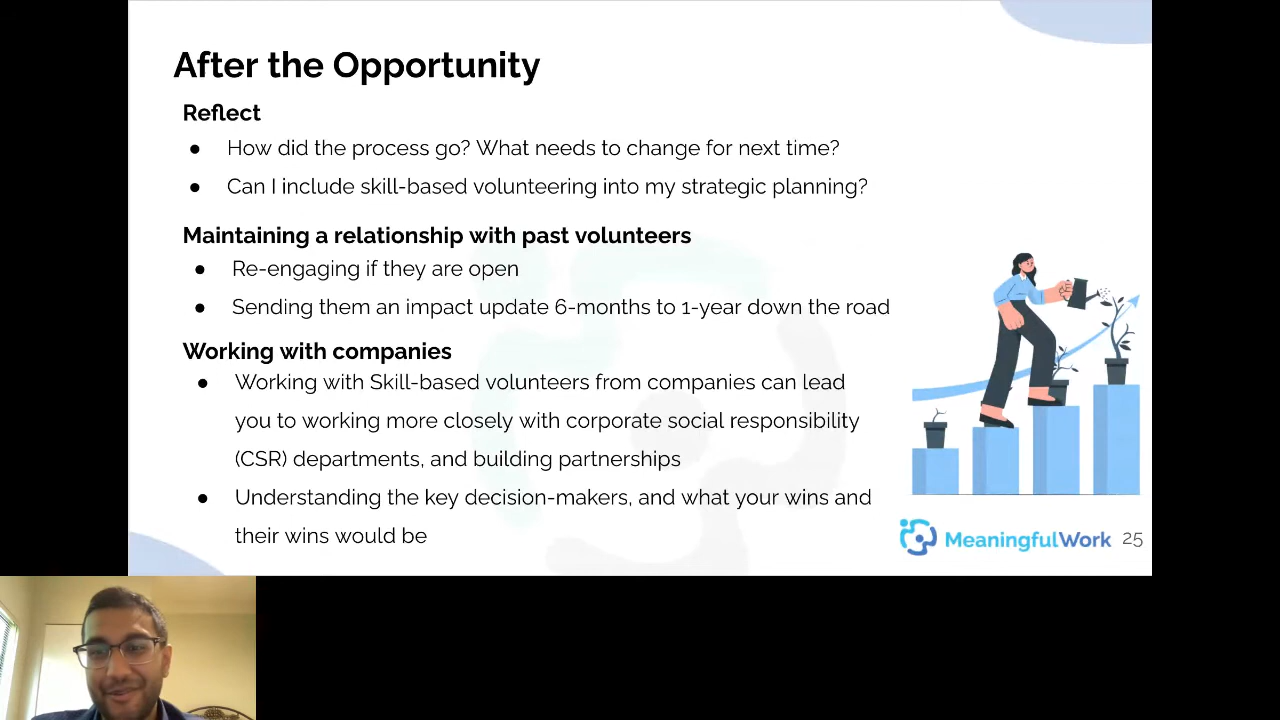 After the Opportunity
Reflect
● How did the process go? What needs to change for next time?
● Can I include skill-based volunteering into my strategic planning?
Maintaining a relationship with past volunteers
● Re-engaging if they are open
● Sending them an impact update 6-months to 1-year down the road
Working with companies
● Working with Skill-based volunteers from companies can lead
you to working more closely with corporate social responsibility
(CSR) departments, and building partnerships
● Understanding the key decision-makers, and what your wins and
their wins would be
MeaningfulWork 25